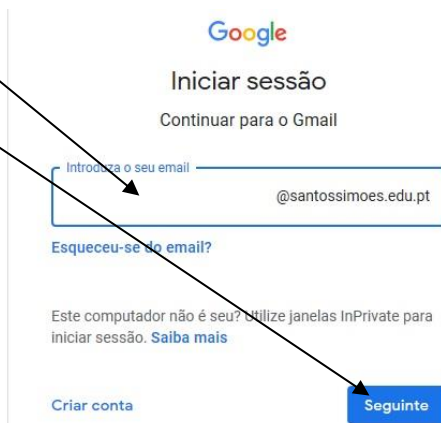 Google
Iniciar sessão
Continuar para o Gmail
Introduza o seu email
@santossimoes.edu.pt
Esqueceu-se do email?
Este computador não é seu? Utilize janelas InPrivate para
iniciar sessão. Saiba mais
Criar conta
Seguinte